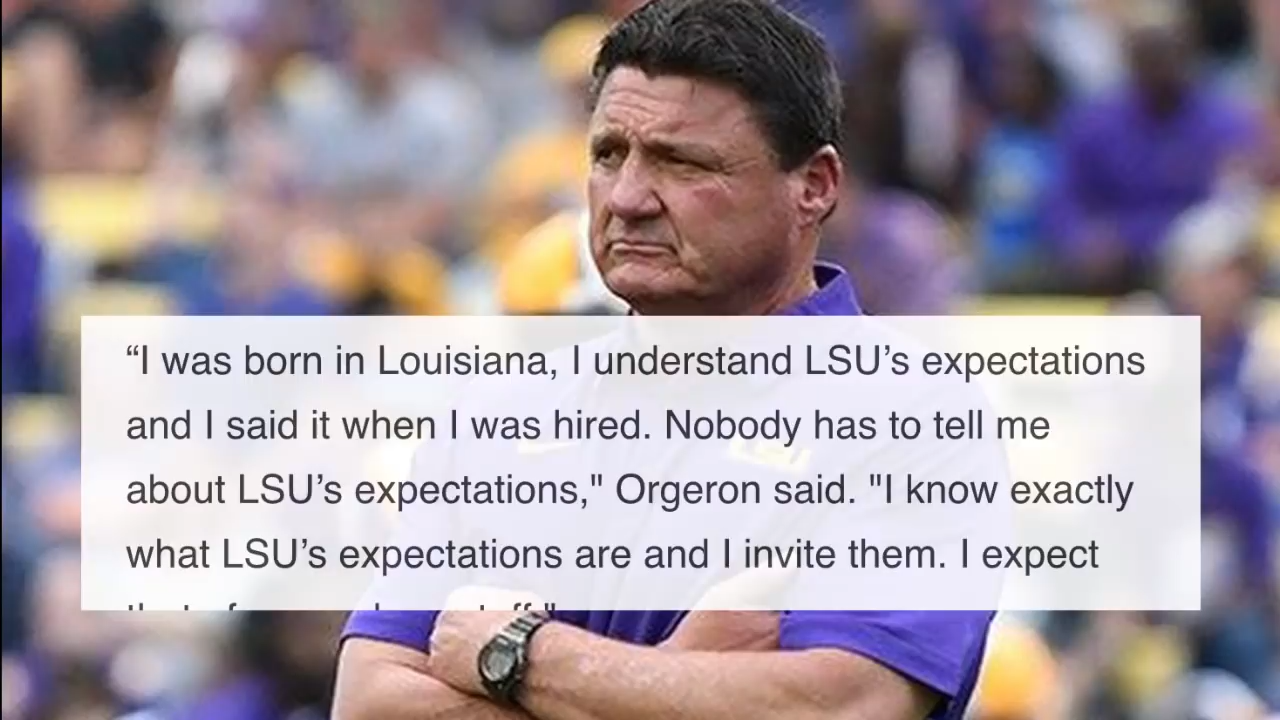 “I was born in Louisiana, I understand LSU’s expectations
and I said it when I was hired. Nobody has to tell me
about LSU’s expectations," Orgeron said. "I know exactly
what LSU’s expectations are and I invite them. I expect